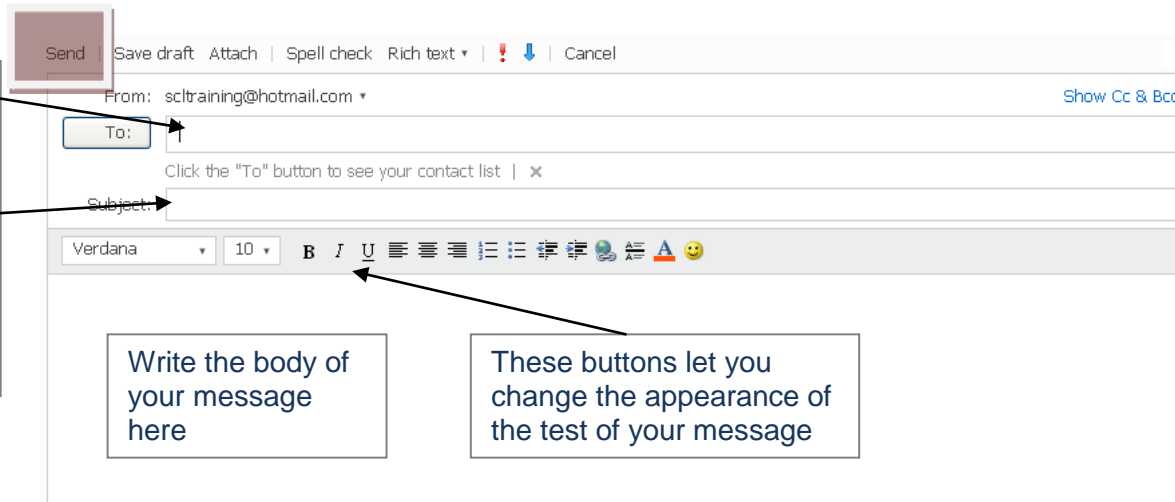 Send | Save draft Attach | Spell check Rich text | Cancel
From: scltraining@hotmail.com Show Cc & Bcc
To:
Click the "To" button to see your contact list | ×
Subject:
Verdana 10 B I U A
Write the body of
your message
here
These buttons let you
change the appearance of
the test of your message